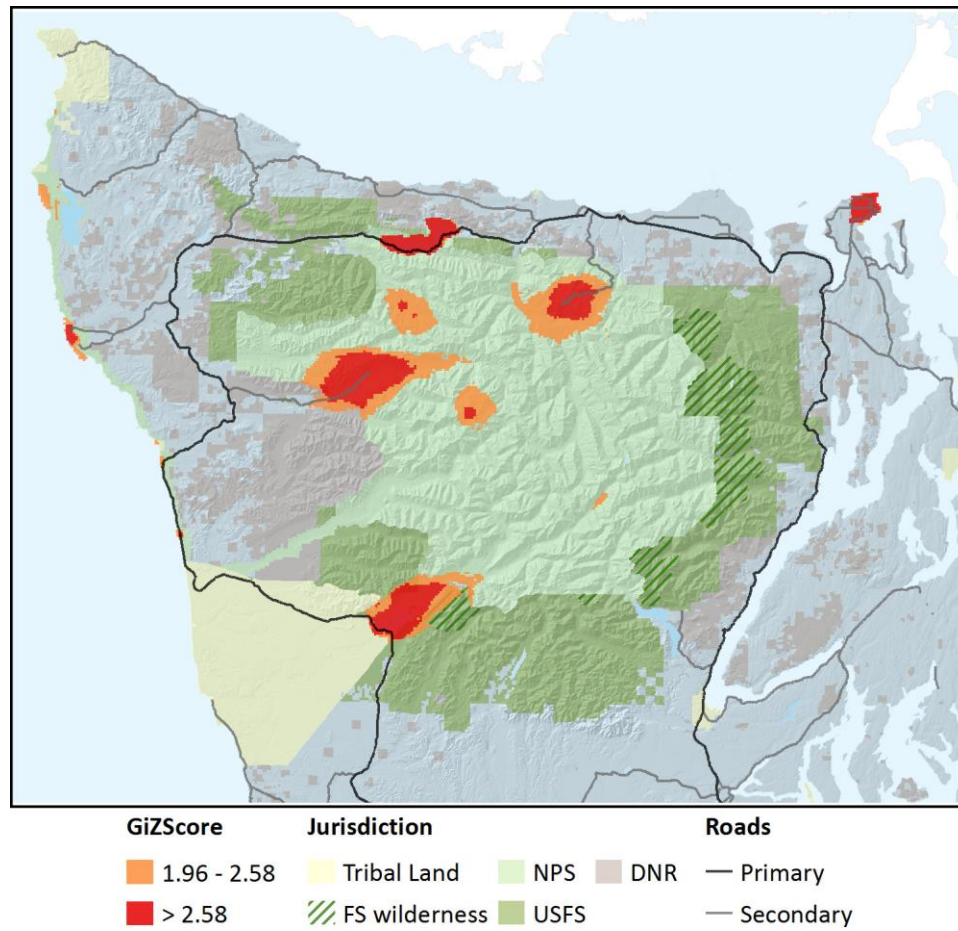 GiZScore Jurisdiction Roads
1.96 - 2.58 Tribal Land NPS DNR Primary
> 2.58 FS wilderness USFS Secondary